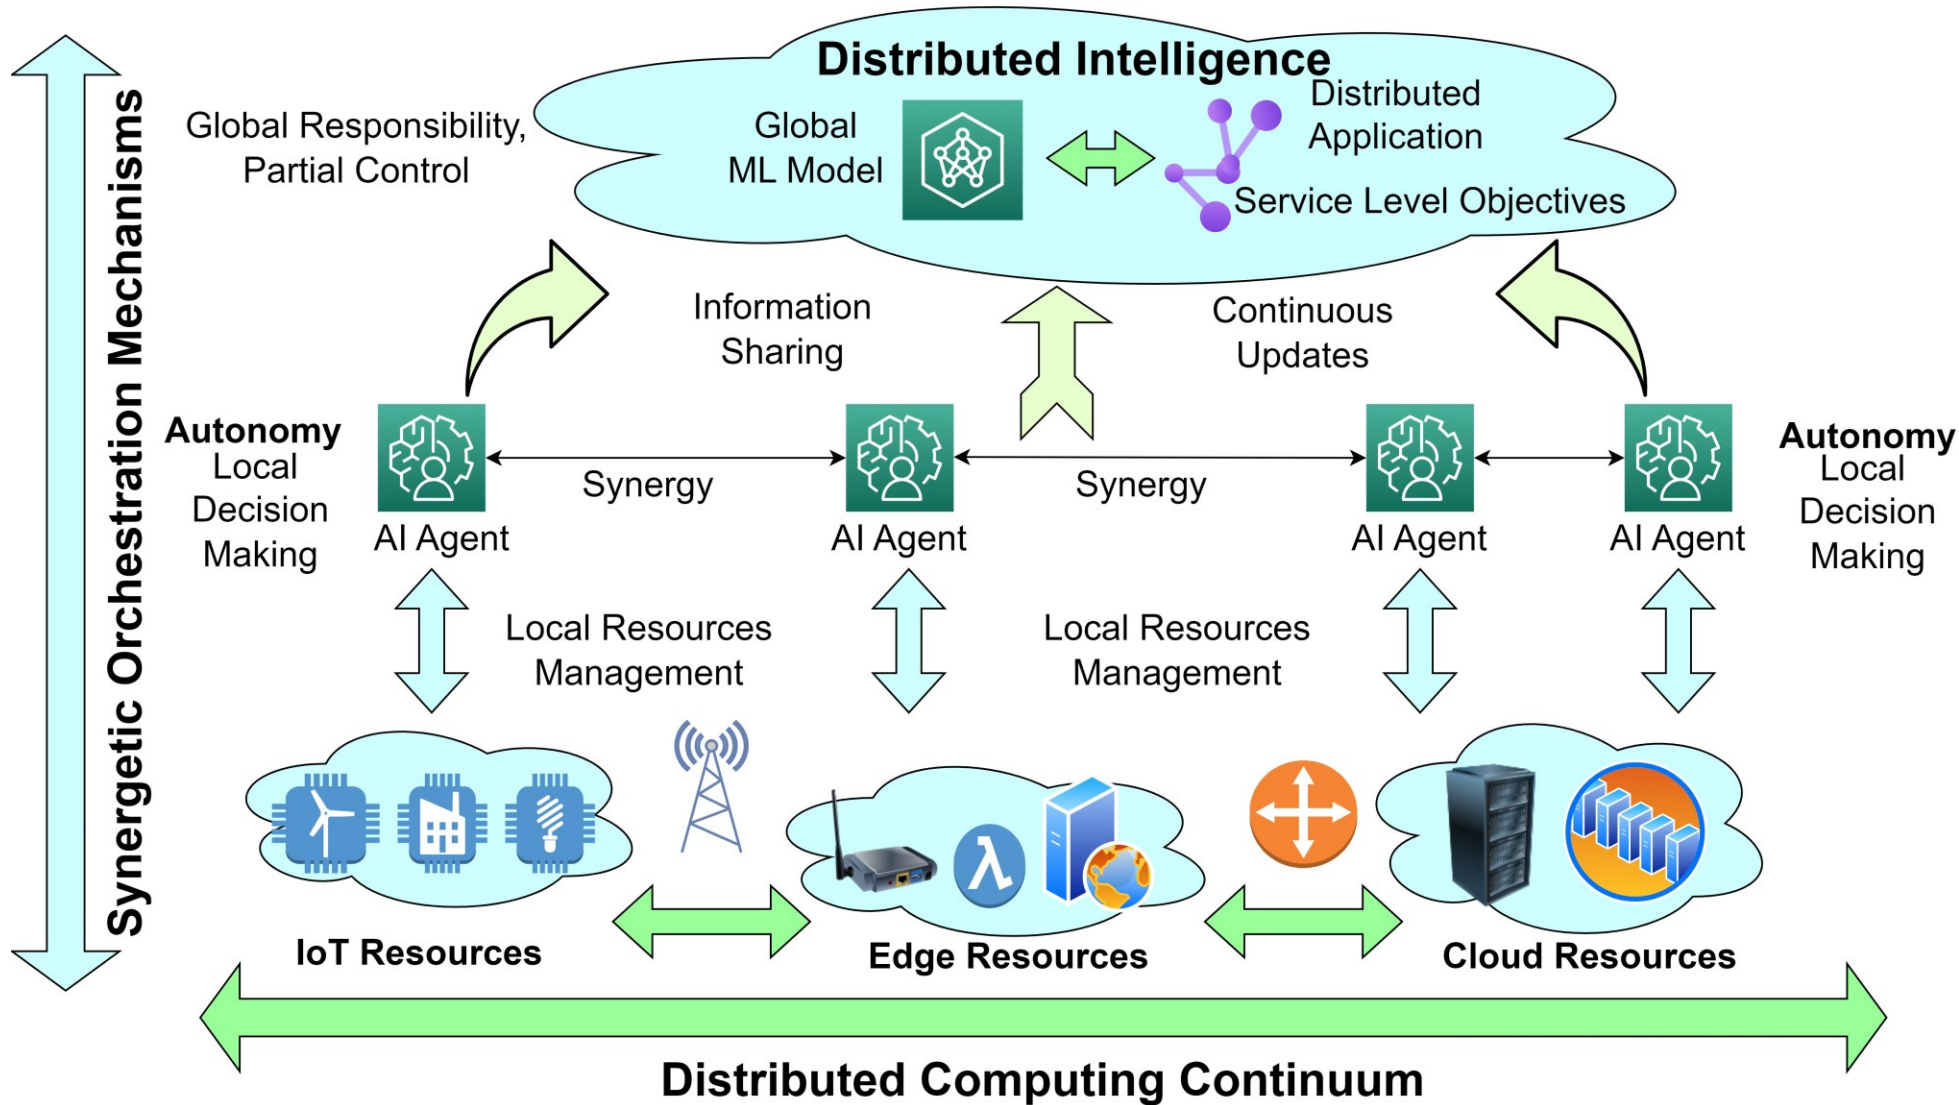 Distributed Intelligence
Global Responsibility,
Partial Control
Global
ML Model
Distributed
Application
Service Level Objectives
Synergetic Orchestration Mechanisms
Information
Sharing
Continuous
Updates
Autonomy
Local
Decision
Making
AI Agent
Synergy
AI Agent
Synergy
AI Agent
AI Agent
Autonomy
Local
Decision
Making
Local Resources
Management
Local Resources
Management
λ
IoT Resources
Edge Resources
Cloud Resources
Distributed Computing Continuum